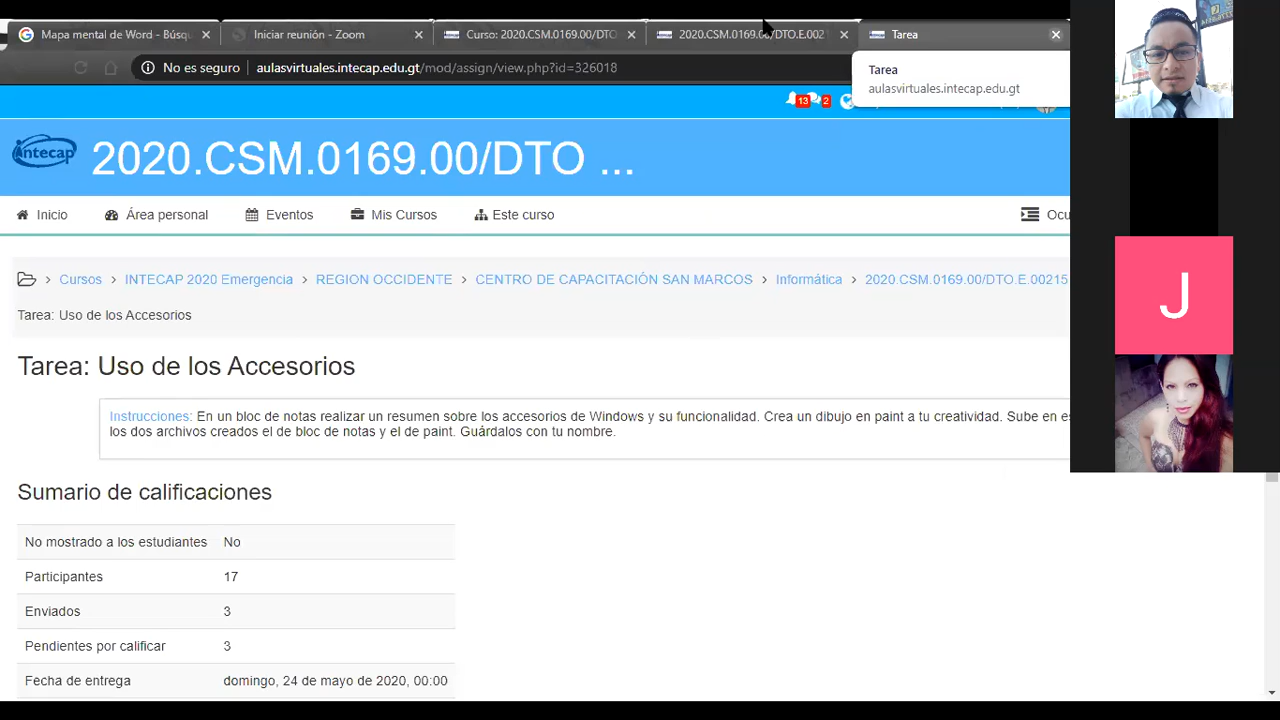 Mapa mental de Word - Búsqu
Iniciar reunión - Zoom
Curso: 2020.CSM.0169.00/DTO
2020.CSM.0169.00/DTO.E.0021
Tarea
No es seguro
aulasvirtuales.intecap.edu.gt/mod/assign/view.php?id=326018
Tarea
aulasvirtuales.intecap.edu.gt
13
2
intecap
2020.CSM.0169.00/DTO ...
Inicio
Área personal
Eventos
Mis Cursos
Este curso
Ocu
Cursos > INTECAP 2020 Emergencia > REGION OCCIDENTE > CENTRO DE CAPACITACIÓN SAN MARCOS > Informática > 2020.CSM.0169.00/DTO.E.00215
Tarea: Uso de los Accesorios
Tarea: Uso de los Accesorios
Instrucciones: En un bloc de notas realizar un resumen sobre los accesorios de Windows y su funcionalidad. Crea un dibujo en paint a tu creatividad. Sube en es
los dos archivos creados el de bloc de notas y el de paint. Guárdalos con tu nombre.
Sumario de calificaciones
No mostrado a los estudiantes No
Participantes 17
Enviados 3
Pendientes por calificar 3
Fecha de entrega domingo, 24 de mayo de 2020, 00:00
J